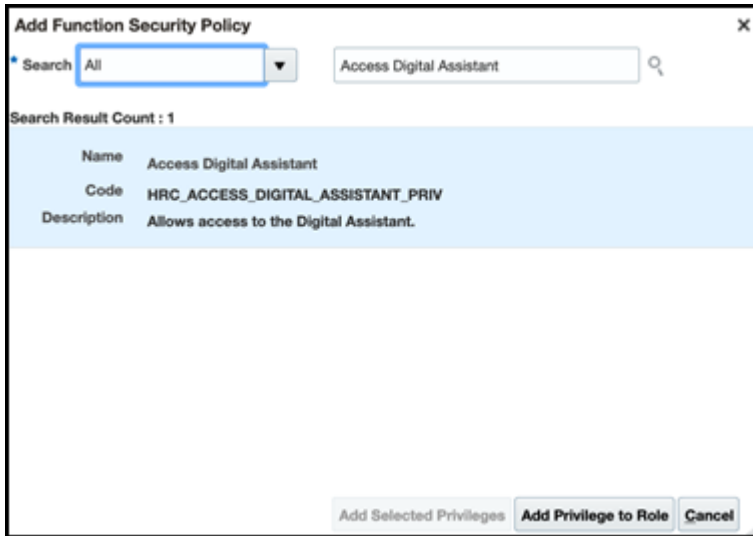 Add Function Security Policy ×
* Search All Access Digital Assistant
Search Result Count : 1
Name Access Digital Assistant
Code HRC_ACCESS_DIGITAL_ASSISTANT_PRIV
Description Allows access to the Digital Assistant.
Add Selected Privileges Add Privilege to Role Cancel